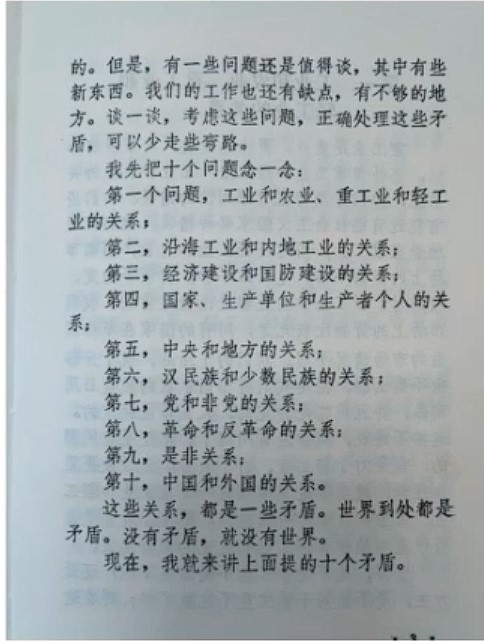 的。但是，有一些问题还是值得谈，其中有些
新东西。我们的工作也还有缺点，有不够的地
方。谈一谈，考虑这些问题，正确处理这些矛
盾，可以少走些弯路。
我先把十个问题念一念：
第一个问题，工业和农业、重工业和轻工
业的关系；
第二，沿海工业和内地工业的关系；
第三，经济建设和国防建设的关系；
第四，国家、生产单位和生产者个人的关
系；
第五，中央和地方的关系；
第六，汉民族和少数民族的关系；
第七，党和非党的关系；
第八，革命和反革命的关系；
第九，是非关系；
第十，中国和外国的关系。
这些关系，都是一些矛盾。世界到处都是
矛盾。没有矛盾，就没有世界。
现在，我就来讲上面提的十个矛盾。